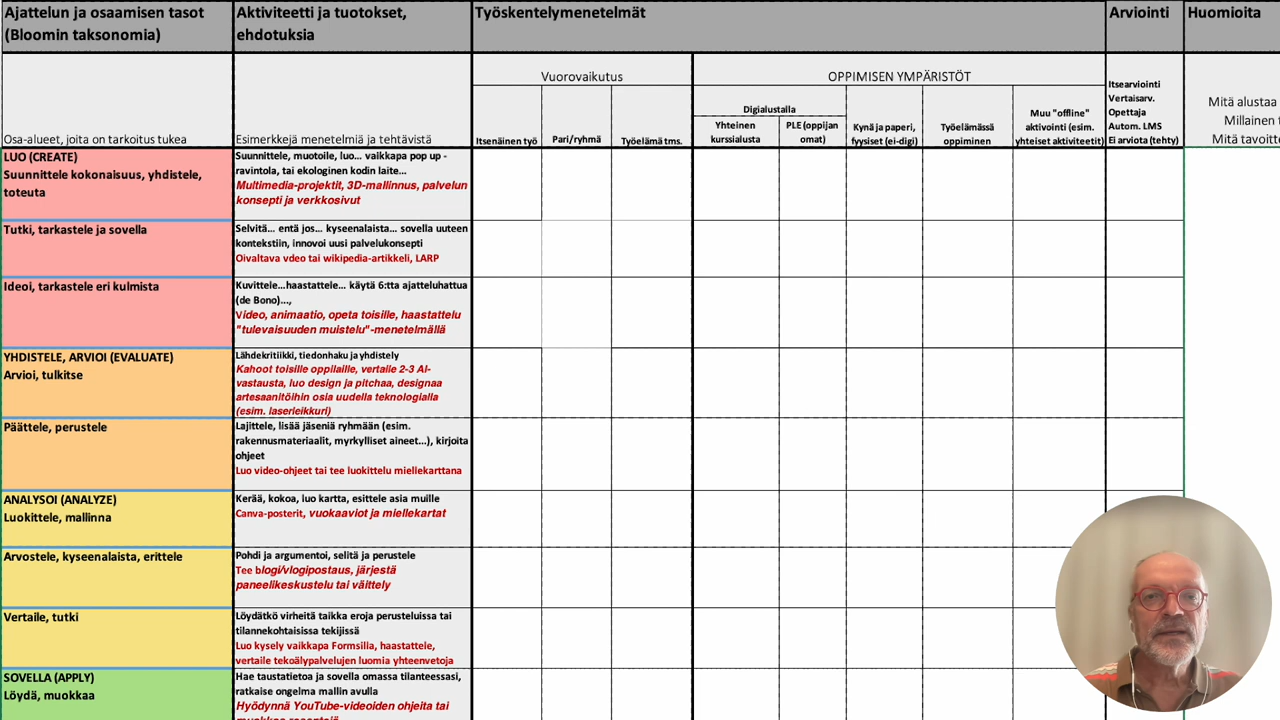 Ajattelun ja osaamisen tasot
(Bloomin taksonomia)
Aktiviteetti ja tuotokset,
ehdotuksia
Työskentelymenetelmät
Arviointi
Huomioita
Osa-alueet, joita on tarkoitus tukea
Esimerkkejä menetelmiä ja tehtävistä
Vuorovaikutus
Itsenäinen työ
Pari/ryhmä
Työelämä tms.
OPPIMISEN YMPÄRISTÖT
Digialustalla
Yhteinen
kurssialusta
PLE (oppijan
omat)
Kynä ja paperi,
fyysiset (ei-digi)
Työelämässä
oppiminen
Muu "offline"
aktivointi (esim.
yhteiset aktiviteetit)
Itsearviointi
Vertaisarv.
Opettaja
Autom. LMS
Ei arviota (tehty)
Mitä alustaa
Millainen
Mitä
LUO (CREATE)
Suunnittele kokonaisuus, yhdistele,
toteuta
Suunnittele, muotoile, luo... vaikkapa pop up -
ravintola, tai ekologinen kodin laite...
Multimedia-projektit, 3D-mallinnus, palvelun
konsepti ja verkkosivut
Tutki, tarkastele ja sovella
Selvitä... entä jos... kyseenalaista... sovella uuteen
kontekstiin, innovoi uusi palvelukonsepti
Oivaltava vdeo tai wikipedia-artikkeli, LARP
Ideoi, tarkastele eri kulmista
Kuvittele...haastattele... käytä 6:tta ajatteluhattua
(de Bono)...,
Video, animaatio, opeta toisille, haastattelu
"tulevaisuuden muistelu"-menetelmällä
YHDISTELE, ARVIOI (EVALUATE)
Arvioi, tulkitse
Lähdekritiikki, tiedonhaku ja yhdistely
Kahoot toisille oppilaille, vertaile 2-3 AI-
vastausta, luo design ja pitchaa, designaa
artesaanitöihin osia uudella teknologialla
(esim. laserleikkuri)
Päättele, perustele
Lajittele, lisää jäseniä ryhmään (esim.
rakennusmateriaalit, myrkylliset aineet...), kirjoita
ohjeet
Luo video-ohjeet tai tee luokittelu miellekarttana
ANALYSOI (ANALYZE)
Luokittele, mallinna
Kerää, kokoa, luo kartta, esittele asia muille
Canva-posterit, vuokaaviot ja miellekartat
Arvostele, kyseenalaista, erittele
Pohdi ja argumentoi, selitä ja perustele
Tee blogi/vlogipostaus, järjestä
paneelikeskustelu tai väittely
Vertaile, tutki
Löydätkö virheitä taikka eroja perusteluissa tai
tilannekohtaisissa tekijissä
Luo kysely vaikkapa Formsilla, haastattele,
vertaile tekoälypalvelujen luomia yhteenvetoja
SOVELLA (APPLY)
Löydä, muokkaa
Hae taustatietoa ja sovella omassa tilanteessasi,
ratkaise ongelma mallin avulla
Hyödynnä YouTube-videoiden ohjeita tai